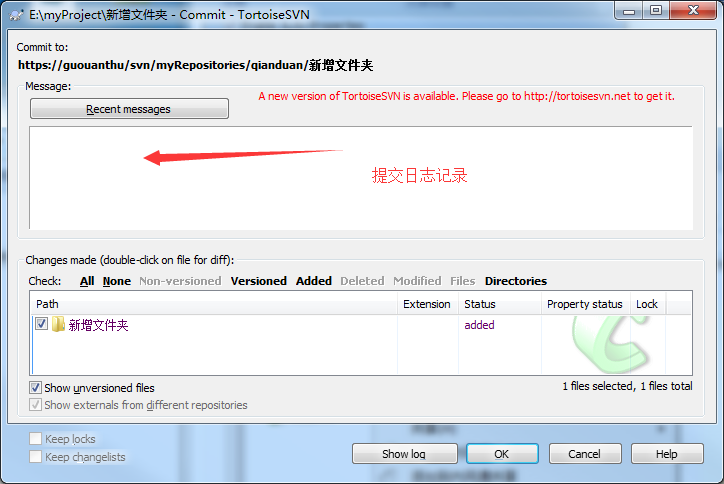 E:\myProject\新增文件夹 - Commit - TortoiseSVN
Commit to:
https://guouanthu/svn/myRepositories/qianduan/新增文件夹
Message:
Recent messages
A new version of TortoiseSVN is available. Please go to http://tortoisesvn.net to get it.
提交日志记录
Changes made (double-click on file for diff):
Check: All None Non-versioned Versioned Added Deleted Modified Files Directories
Path Extension Status Property status Lock
新增文件夹 added
Show unversioned files
1 files selected, 1 files total
Show externals from different repositories
Keep locks
Keep changelists
Show log OK Cancel Help